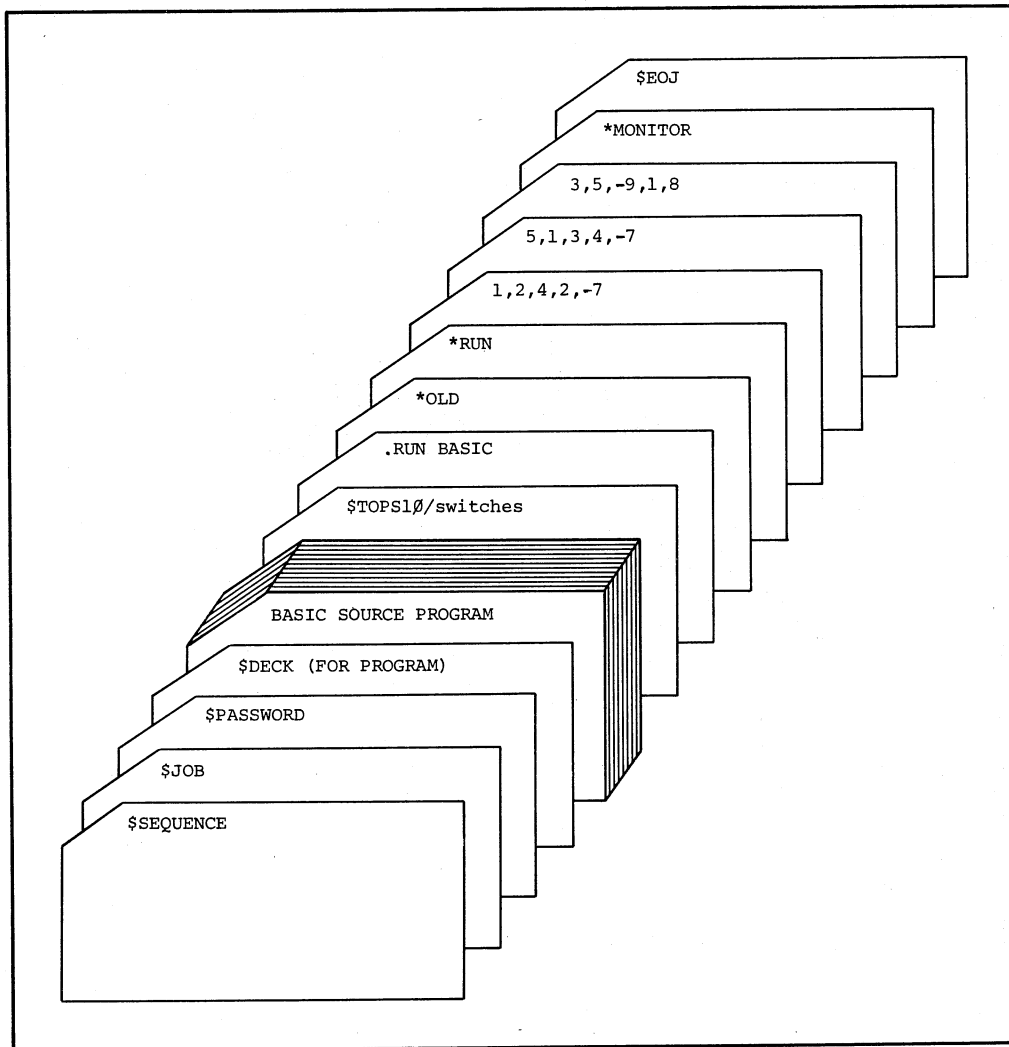 $EOJ
*MONITOR
3,5,-9,1,8
5,1,3,4,-7
1,2,4,2,-7
*RUN
*OLD
.RUN BASIC
$TOPS1Ø/switches
BASIC SOURCE PROGRAM
$DECK (FOR PROGRAM)
$PASSWORD
$JOB
$SEQUENCE